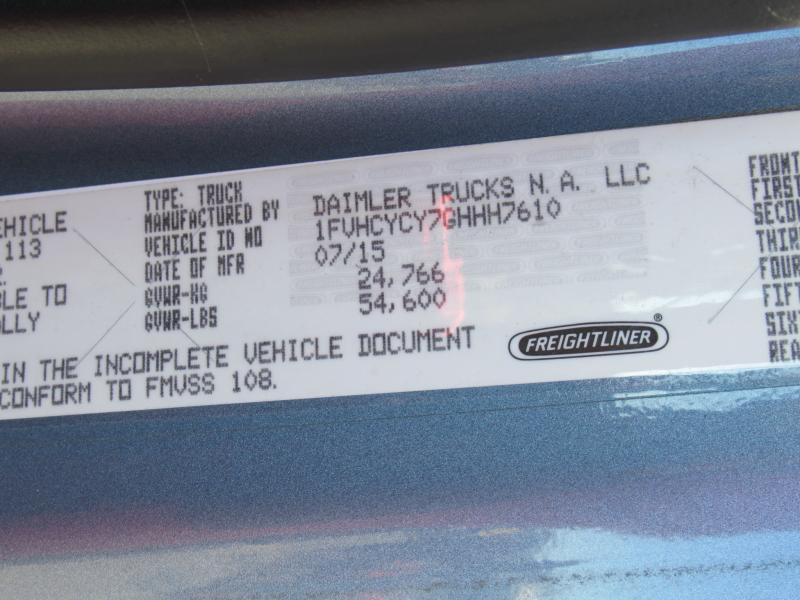 EHICLE
113
LE TO
LLY
TYPE: TRUCK
MANUFACTURED BY DAIMLER TRUCKS N.A. LLC
VEHICLE ID NO 1FVHCYCY7GHHH7610
DATE OF MFR 07/15
GVWR-KG 24,766
GVWR-LBS 54,600
IN THE INCOMPLETE VEHICLE DOCUMENT
CONFORM TO FMVSS 108.
FREIGHTLINER
FRONT
FIRST
SECON
THIR
FOUR
FIFT
SIXT
REA